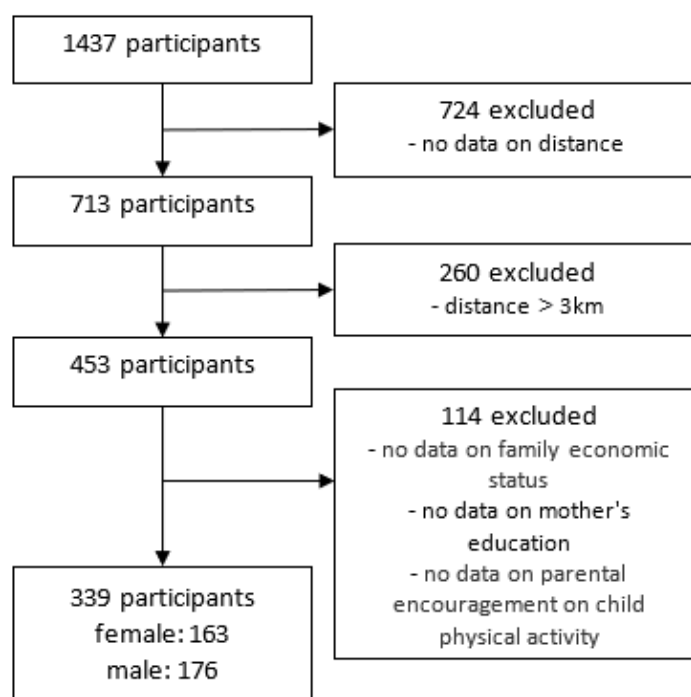 1437 participants
724 excluded
- no data on distance
713 participants
260 excluded
- distance > 3km
453 participants
114 excluded
- no data on family economic
status
- no data on mother's
education
- no data on parental
encouragement on child
physical activity
339 participants
female: 163
male: 176